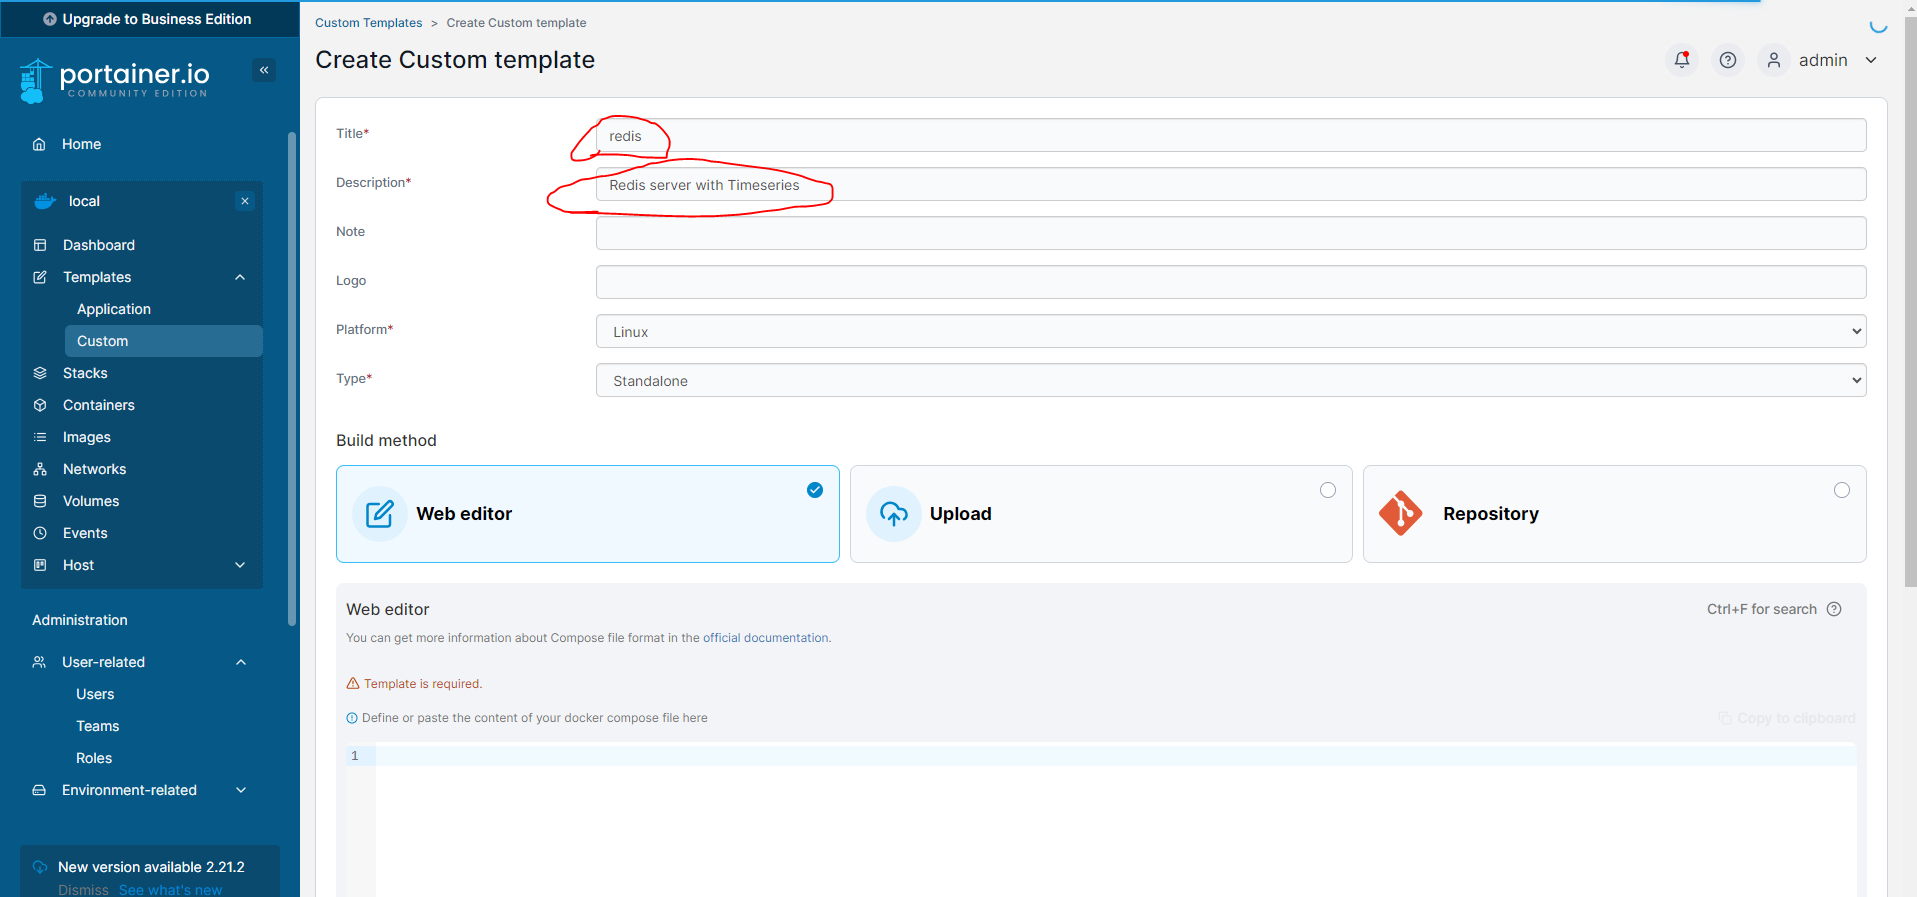 Upgrade to Business Edition
portainer.io
COMMUNITY EDITION
Home
local
Dashboard
Templates
Application
Custom
Stacks
Containers
Images
Networks
Volumes
Events
Host
Administration
User-related
Users
Teams
Roles
Environment-related
New version available 2.21.2
Dismiss See what's new
Custom Templates > Create Custom template
Create Custom template
admin
Title*
redis
Description*
Redis server with Timeseries
Note
Logo
Platform*
Linux
Type*
Standalone
Build method
Web editor
Upload
Repository
Web editor
Ctrl+F for search
You can get more information about Compose file format in the official documentation.
Template is required.
Define or paste the content of your docker compose file here
Copy to clipboard
1